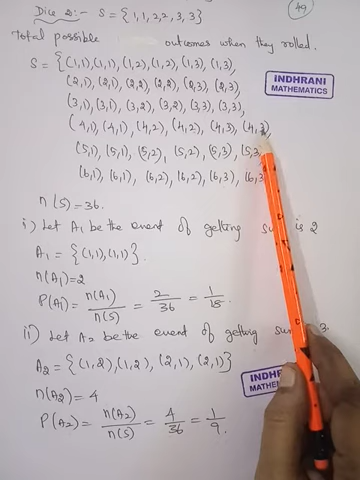 Dice 2:- S = {1,1,2,2,3,3}
49
Total possible outcomes when they rolled.
S = {(1,1),(1,1),(1,2),(1,2),(1,3),(1,3),
(2,1),(2,1),(2,2),(2,2),(2,3),(2,3),
(3,1),(3,1),(3,2),(3,2),(3,3),(3,3),
(4,1),(4,1),(4,2),(4,2),(4,3),(4,3),
(5,1),(5,1),(5,2),(5,2),(5,3),(5,3
(6,1),(6,1),(6,2),(6,2),(6,3),(6,3
INDHRANI
MATHEMATICS
n(S)=36.
i) Let A₁ be the event of getting sum is 2
A₁ = {(1,1),(1,1)}.
n(A₁)=2
P(A₁) = n(A₁)/n(S) = 2/36 = 1/18.
ii) Let A₂ be the event of getting 3.
A₂ = {(1,2),(1,2),(2,1),(2,1)}
n(A₂) = 4
P(A₂) = n(A₂)/n(S) = 4/36 = 1/9.
INDHR
MATHEMATICS